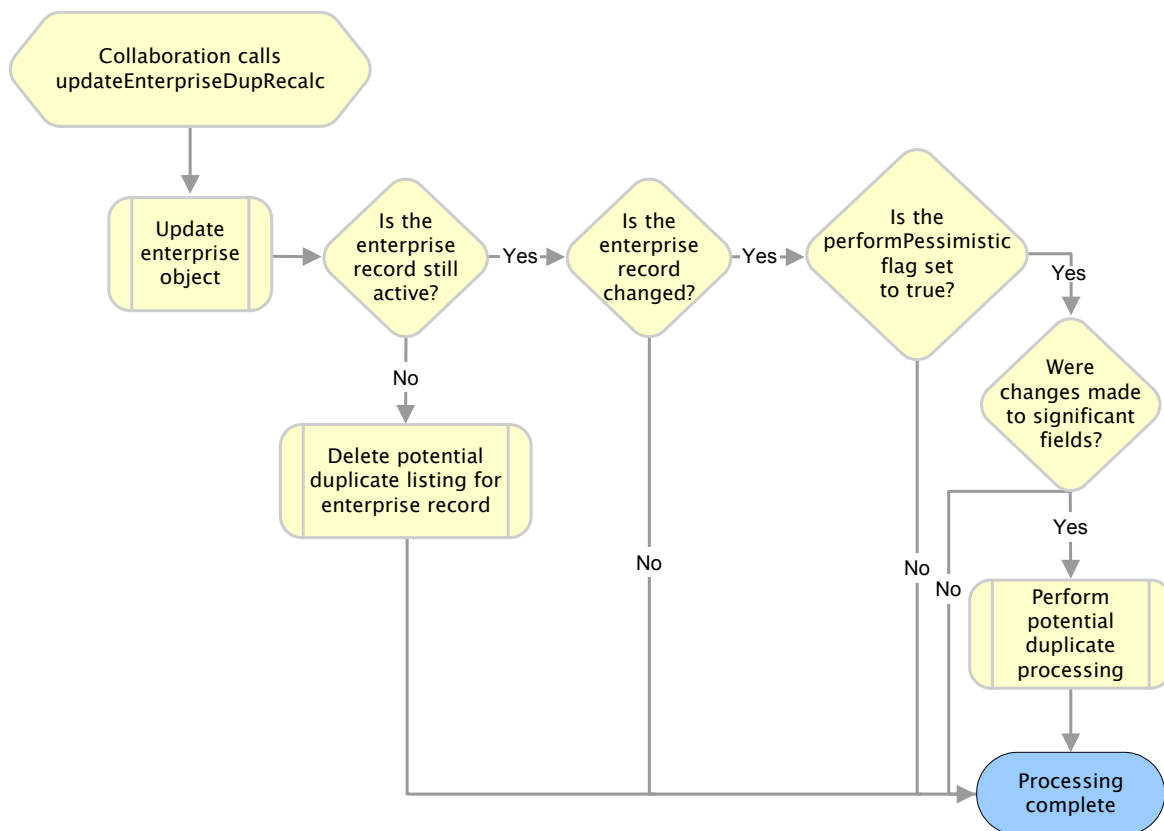 Collaboration calls
updateEnterpriseDupRecalc
Update
enterprise
object
Is the
enterprise
record still
active?
Yes
Is the
enterprise
record
changed?
Yes
Is the
performPessimistic
flag set
to true?
Yes
Were
changes made
to significant
fields?
No
Delete potential
duplicate listing for
enterprise record
No
No
No
Yes
Perform
potential
duplicate
processing
Processing
complete